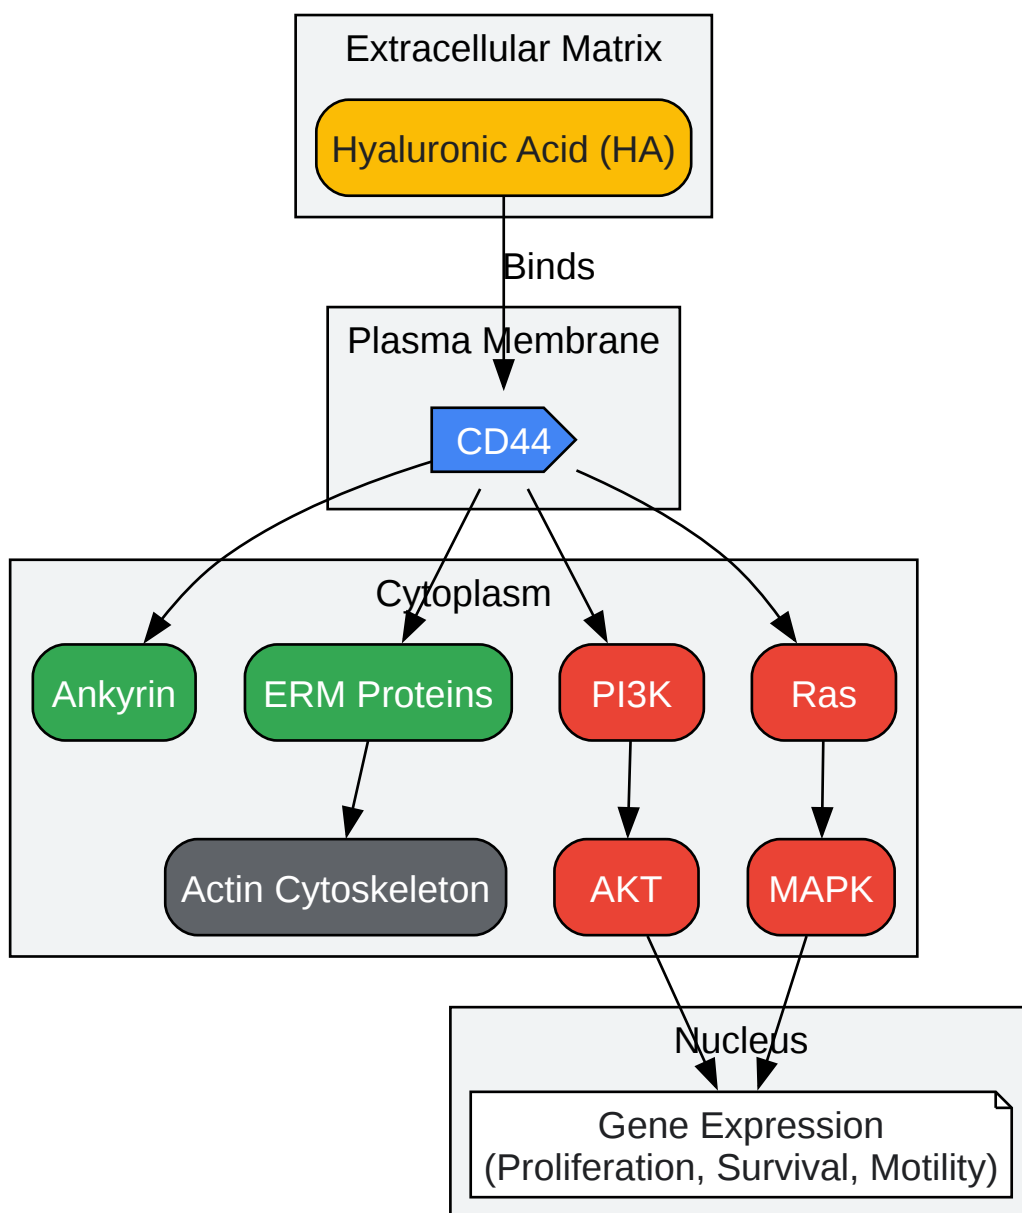 Extracellular Matrix
Hyaluronic Acid (HA)
Binds
Plasma Membrane
CD44
Cytoplasm
Ankyrin
ERM Proteins
PI3K
Ras
Actin Cytoskeleton
AKT
MAPK
Nucleus
Gene Expression
(Proliferation, Survival, Motility)